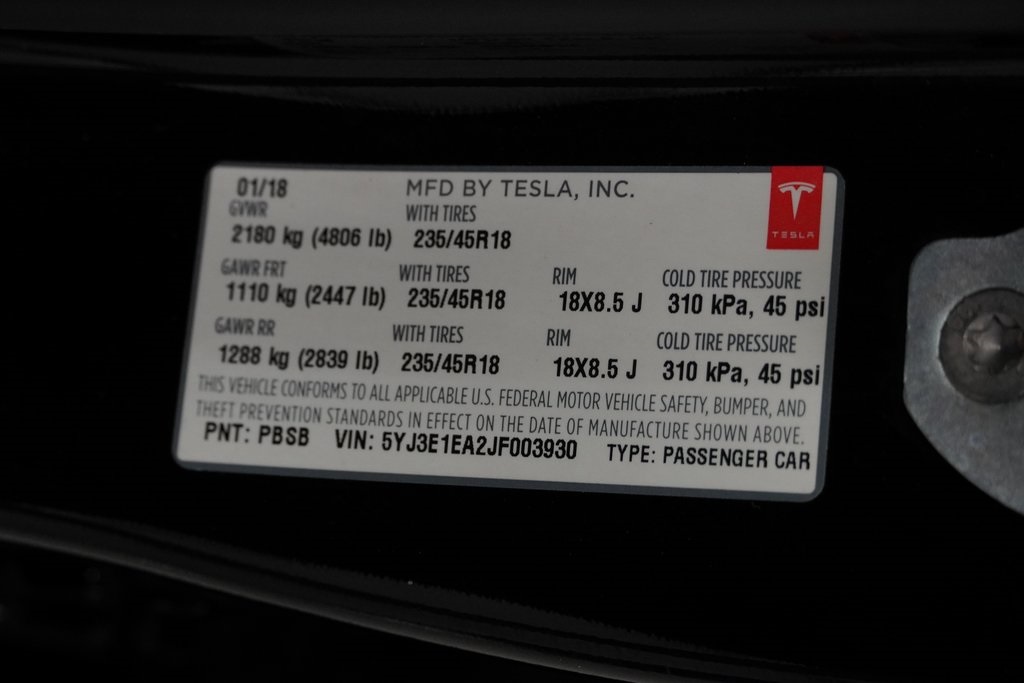 01/18 MFD BY TESLA, INC.
GVWR WITH TIRES
2180 kg (4806 lb) 235/45R18
TESLA
GAWR FRT WITH TIRES RIM COLD TIRE PRESSURE
1110 kg (2447 lb) 235/45R18 18X8.5 J 310 kPa, 45 psi
GAWR RR WITH TIRES RIM COLD TIRE PRESSURE
1288 kg (2839 lb) 235/45R18 18X8.5 J 310 kPa, 45 psi
THIS VEHICLE CONFORMS TO ALL APPLICABLE U.S. FEDERAL MOTOR VEHICLE SAFETY, BUMPER, AND
THEFT PREVENTION STANDARDS IN EFFECT ON THE DATE OF MANUFACTURE SHOWN ABOVE.
PNT: PBSB VIN: 5YJ3E1EA2JF003930 TYPE: PASSENGER CAR